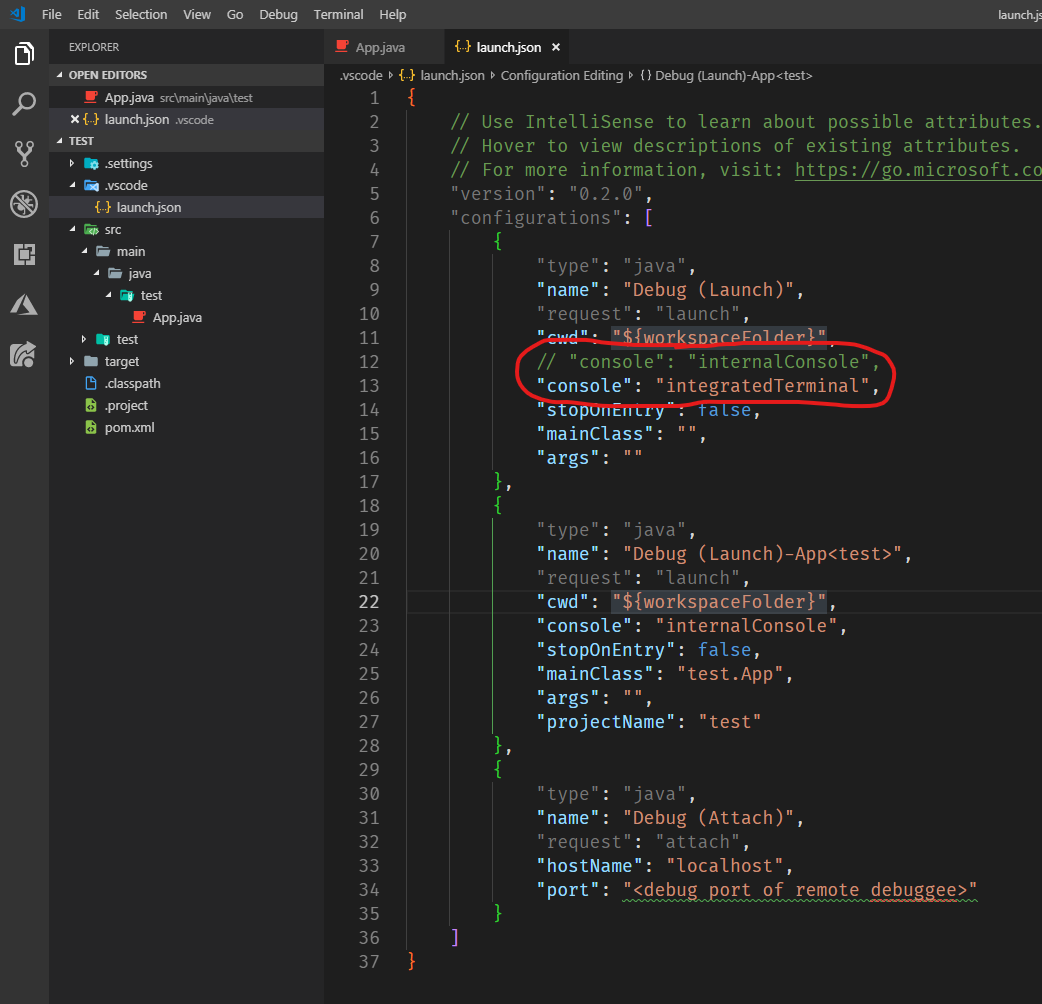 File Edit Selection View Go Debug Terminal Help
launch.js
EXPLORER
OPEN EDITORS
App.java src\main\java\test
launch.json .vscode
TEST
.settings
.vscode
launch.json
src
main
java
test
App.java
test
target
.classpath
.project
pom.xml
App.java
launch.json
.vscode launch.json Configuration Editing {} Debug (Launch)-App<test>
1 {
2 // Use IntelliSense to learn about possible attributes.
3 // Hover to view descriptions of existing attributes.
4 // For more information, visit: https://go.microsoft.co
5 "version": "0.2.0",
6 "configurations": [
7 {
8 "type": "java",
9 "name": "Debug (Launch)",
10 "request": "launch",
11 "cwd": "${workspaceFolder}",
12 // "console": "internalConsole",
13 "console": "integratedTerminal",
14 "stopOnEntry": false,
15 "mainClass": "",
16 "args": ""
17 },
18 {
19 "type": "java",
20 "name": "Debug (Launch)-App<test>",
21 "request": "launch",
22 "cwd": "${workspaceFolder}",
23 "console": "internalConsole",
24 "stopOnEntry": false,
25 "mainClass": "test.App",
26 "args": "",
27 "projectName": "test"
28 },
29 {
30 "type": "java",
31 "name": "Debug (Attach)",
32 "request": "attach",
33 "hostName": "localhost",
34 "port": "<debug port of remote debuggee>"
35 }
36 ]
37 }